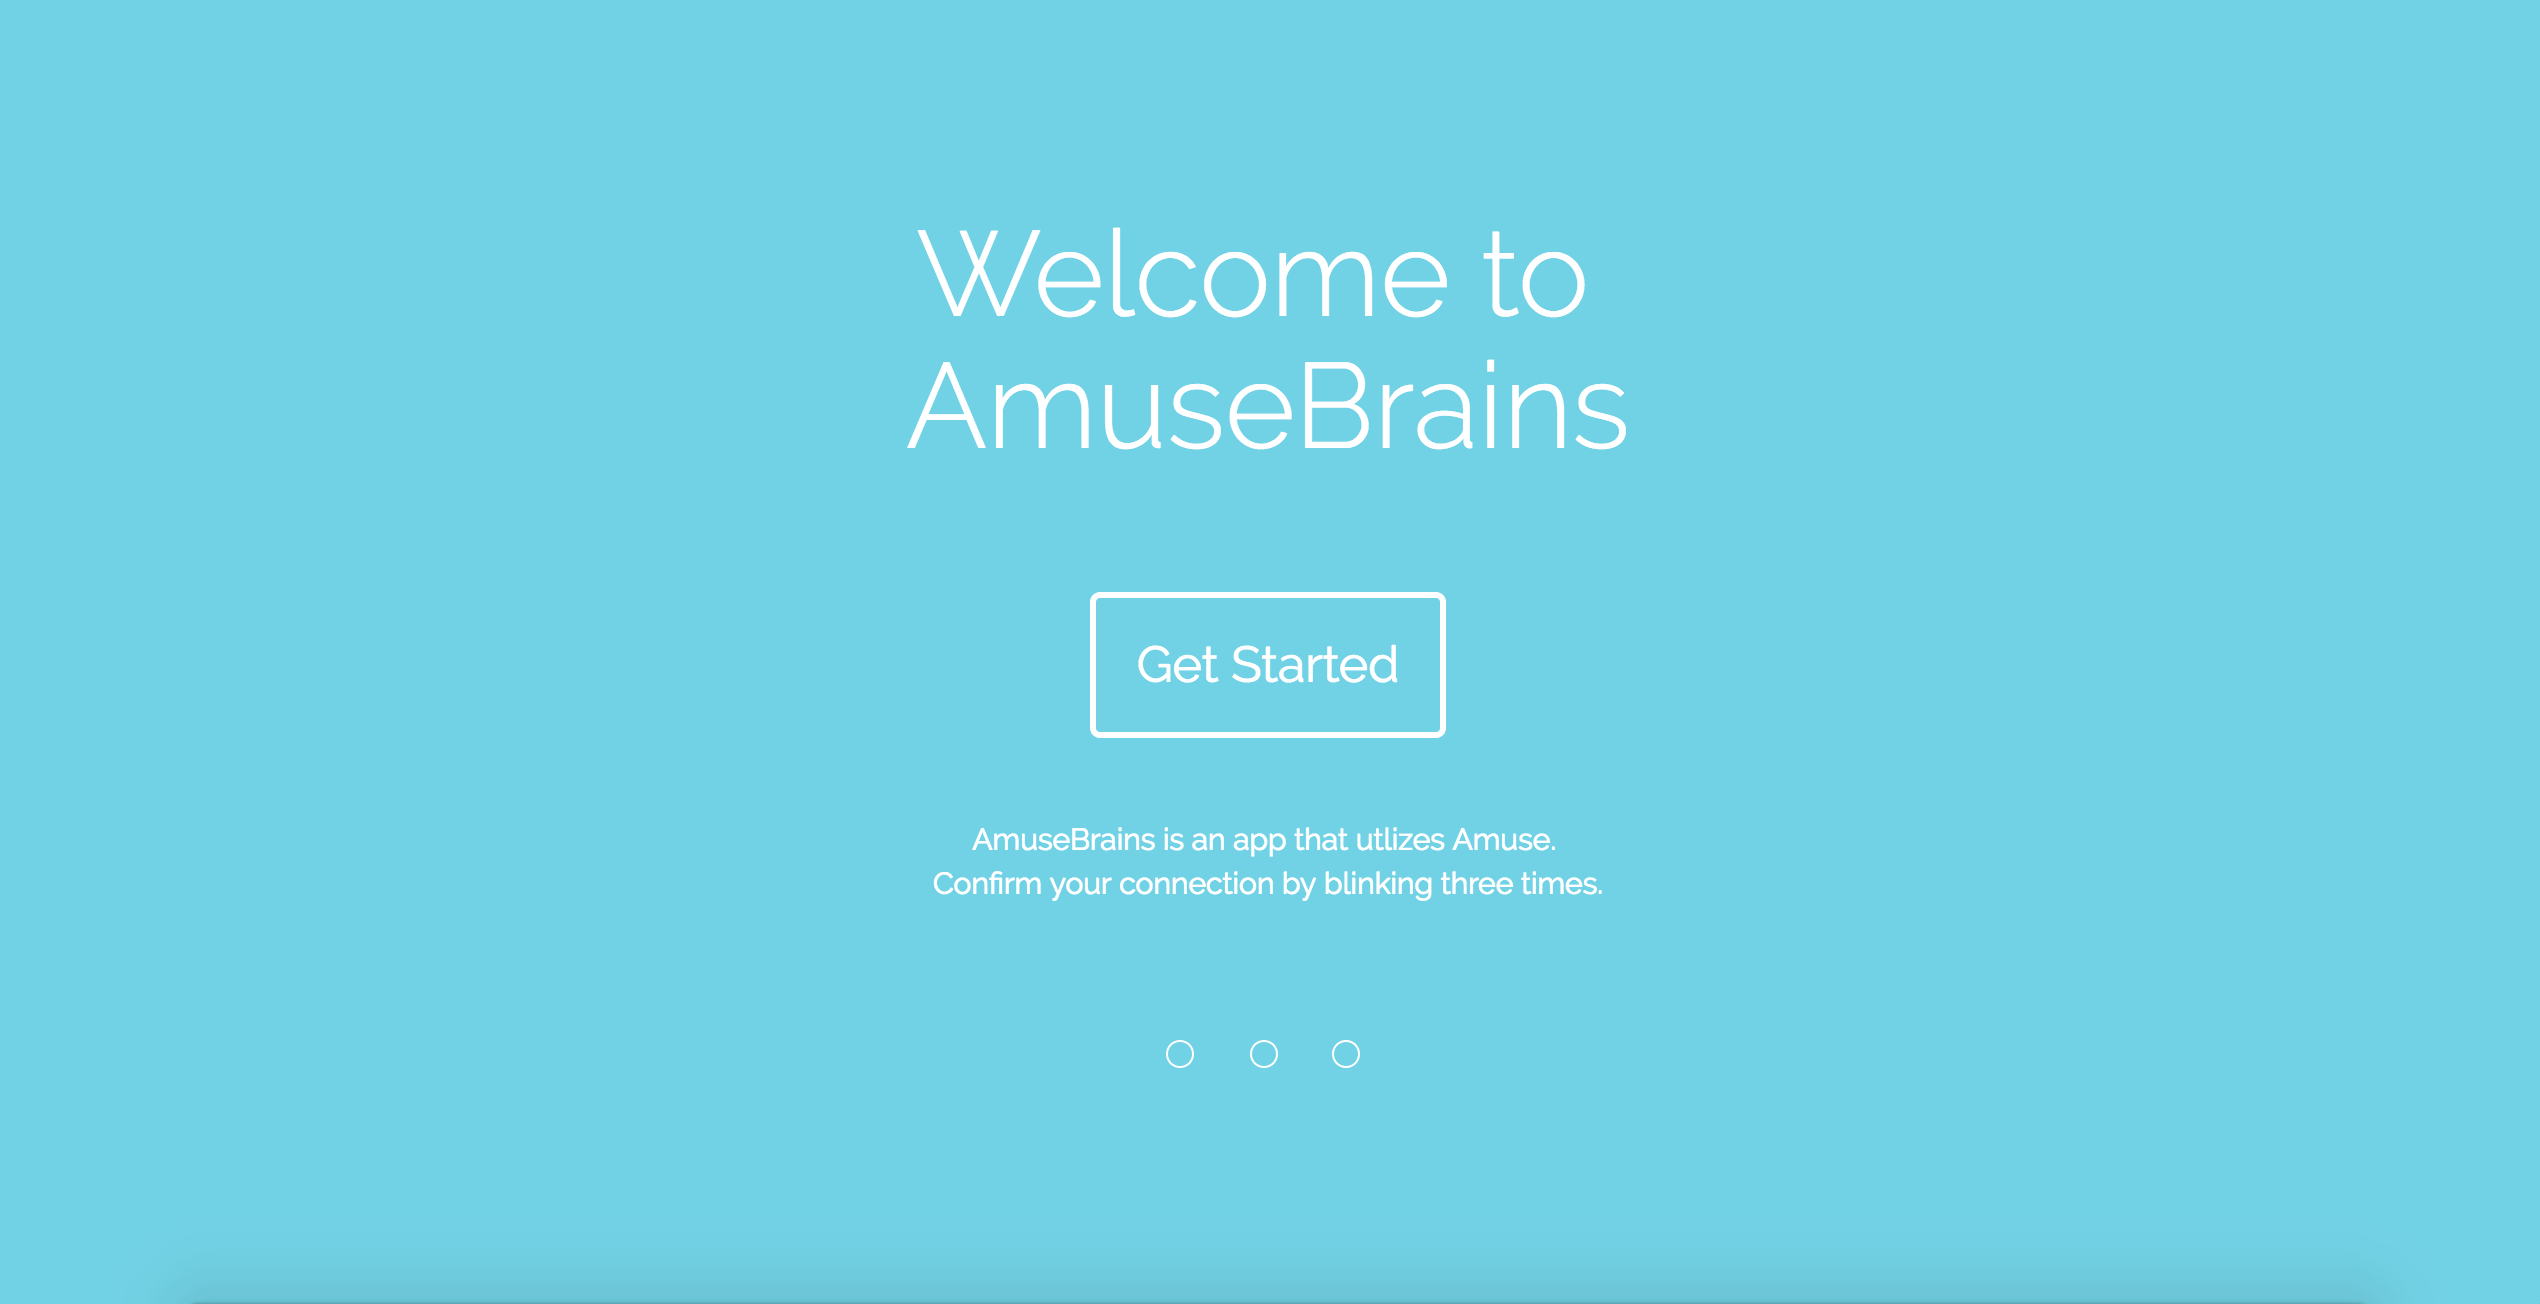 Welcome to
AmuseBrains
Get Started
AmuseBrains is an app that utlizes Amuse.
Confirm your connection by blinking three times.